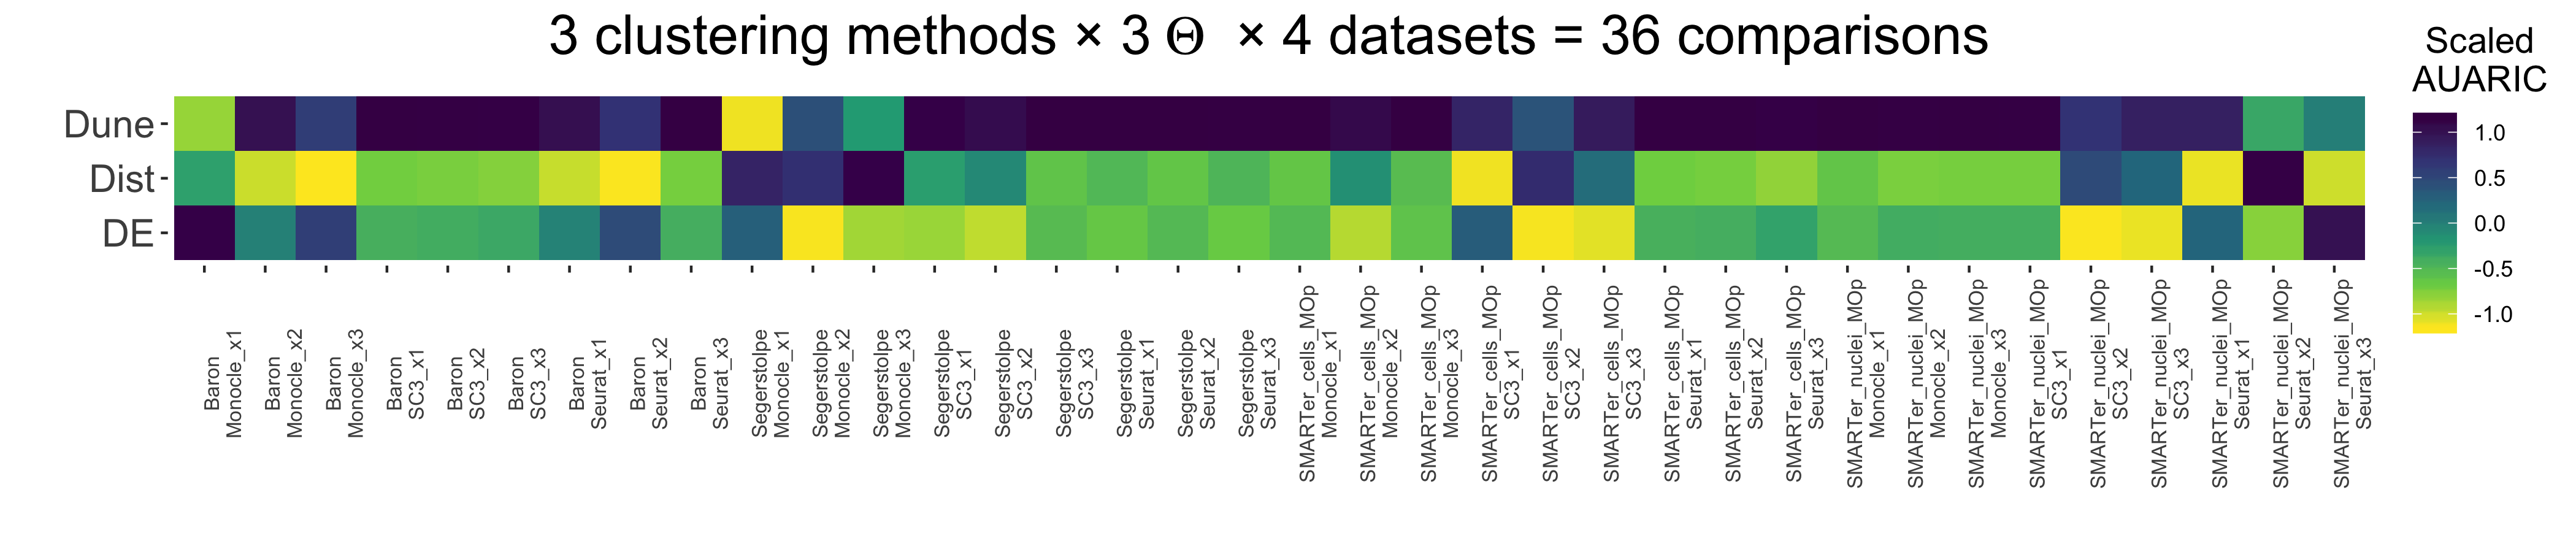 3 clustering methods × 3 Θ × 4 datasets = 36 comparisons
Scaled
AUARIC
Dune
Dist
DE
1.0
0.5
0.0
-0.5
-1.0
Baron
Monocle_x1
Baron
Monocle_x2
Baron
Monocle_x3
Baron
SC3_x1
Baron
SC3_x2
Baron
SC3_x3
Baron
Seurat_x1
Baron
Seurat_x2
Baron
Seurat_x3
Segerstolpe
Monocle_x1
Segerstolpe
Monocle_x2
Segerstolpe
Monocle_x3
Segerstolpe
SC3_x1
Segerstolpe
SC3_x2
Segerstolpe
SC3_x3
Segerstolpe
Seurat_x1
Segerstolpe
Seurat_x2
Segerstolpe
Seurat_x3
SMARTer_cells_MOp
Monocle_x1
SMARTer_cells_MOp
Monocle_x2
SMARTer_cells_MOp
Monocle_x3
SMARTer_cells_MOp
SC3_x1
SMARTer_cells_MOp
SC3_x2
SMARTer_cells_MOp
SC3_x3
SMARTer_cells_MOp
Seurat_x1
SMARTer_cells_MOp
Seurat_x2
SMARTer_cells_MOp
Seurat_x3
SMARTer_nuclei_MOp
Monocle_x1
SMARTer_nuclei_MOp
Monocle_x2
SMARTer_nuclei_MOp
Monocle_x3
SMARTer_nuclei_MOp
SC3_x1
SMARTer_nuclei_MOp
SC3_x2
SMARTer_nuclei_MOp
SC3_x3
SMARTer_nuclei_MOp
Seurat_x1
SMARTer_nuclei_MOp
Seurat_x2
SMARTer_nuclei_MOp
Seurat_x3